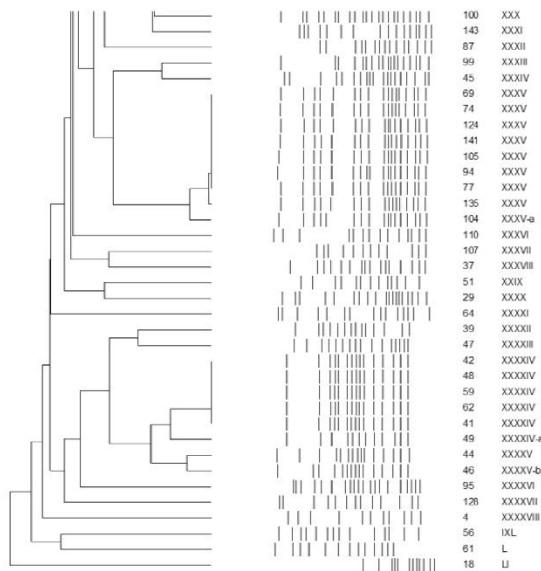 100 XXX
143 XXXI
87 XXXII
99 XXXIII
45 XXXIV
69 XXXV
74 XXXV
124 XXXV
141 XXXV
105 XXXV
94 XXXV
77 XXXV
135 XXXV
104 XXXV-a
110 XXXVI
107 XXXVII
37 XXXVIII
51 XXIX
29 XXXX
64 XXXXI
39 XXXXII
47 XXXXIII
42 XXXXIV
48 XXXXIV
59 XXXXIV
62 XXXXIV
41 XXXXIV
49 XXXXIV-a
44 XXXXV
46 XXXXV-b
95 XXXXVI
128 XXXXVII
4 XXXXVIII
56 IXL
61 L
18 LI